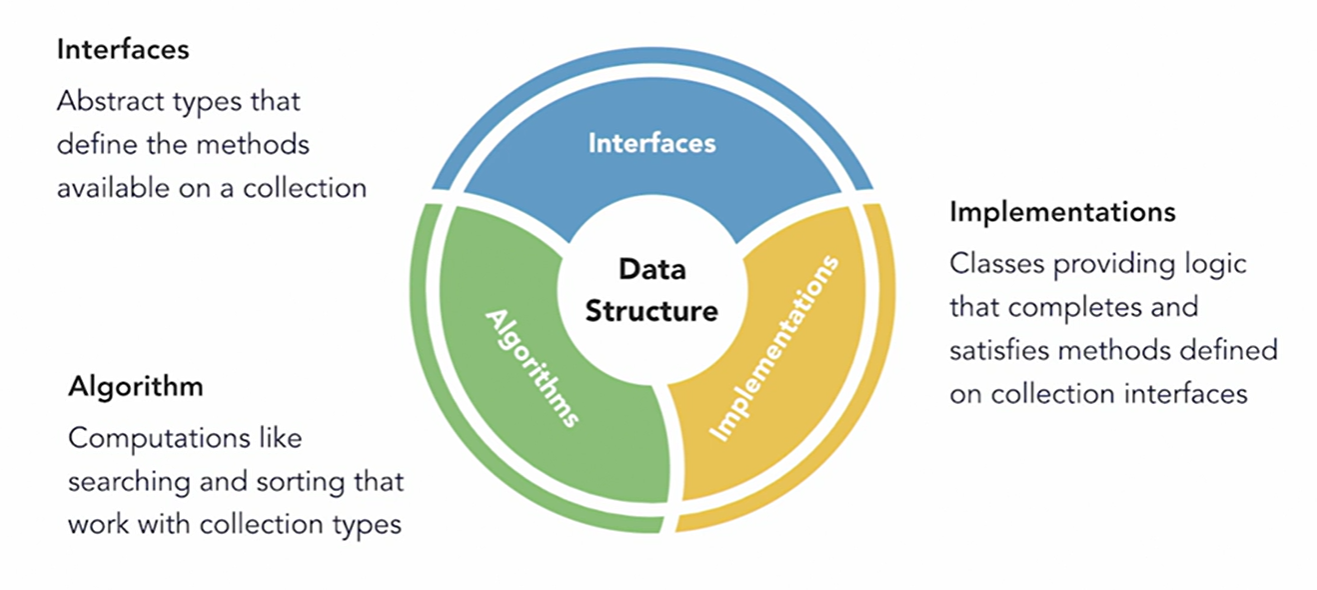 Interfaces
Abstract types that
define the methods
available on a collection
Interfaces
Data
Structure
Algorithms
Implementations
Implementations
Classes providing logic
that completes and
satisfies methods defined
on collection interfaces
Algorithm
Computations like
searching and sorting that
work with collection types